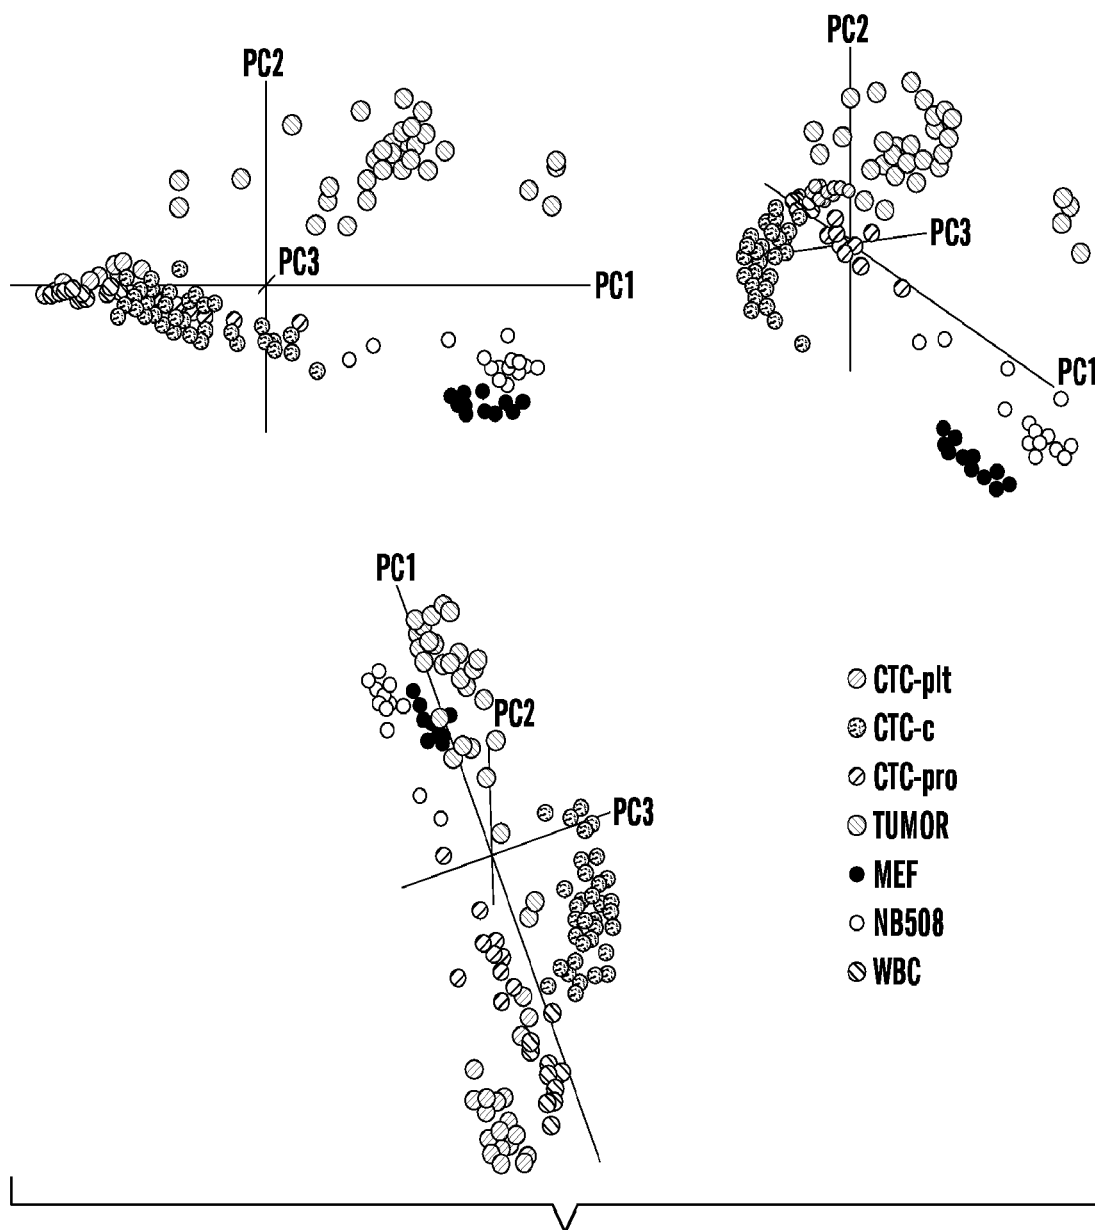 PC2
PC3
PC1
PC2
PC3
PC1
PC1
PC2
PC3
CTC-plt
CTC-c
CTC-pro
TUMOR
MEF
NB508
WBC